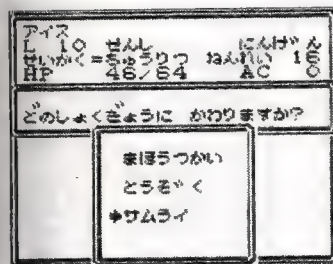 アイス
L 10 せんし にんげん
せいかく=ちゅうりつ ねんれい 16
HP 48/64 AC 0
どのしょくぎょうに かわりますか?
まほうつかい
とうぞく
サムライ